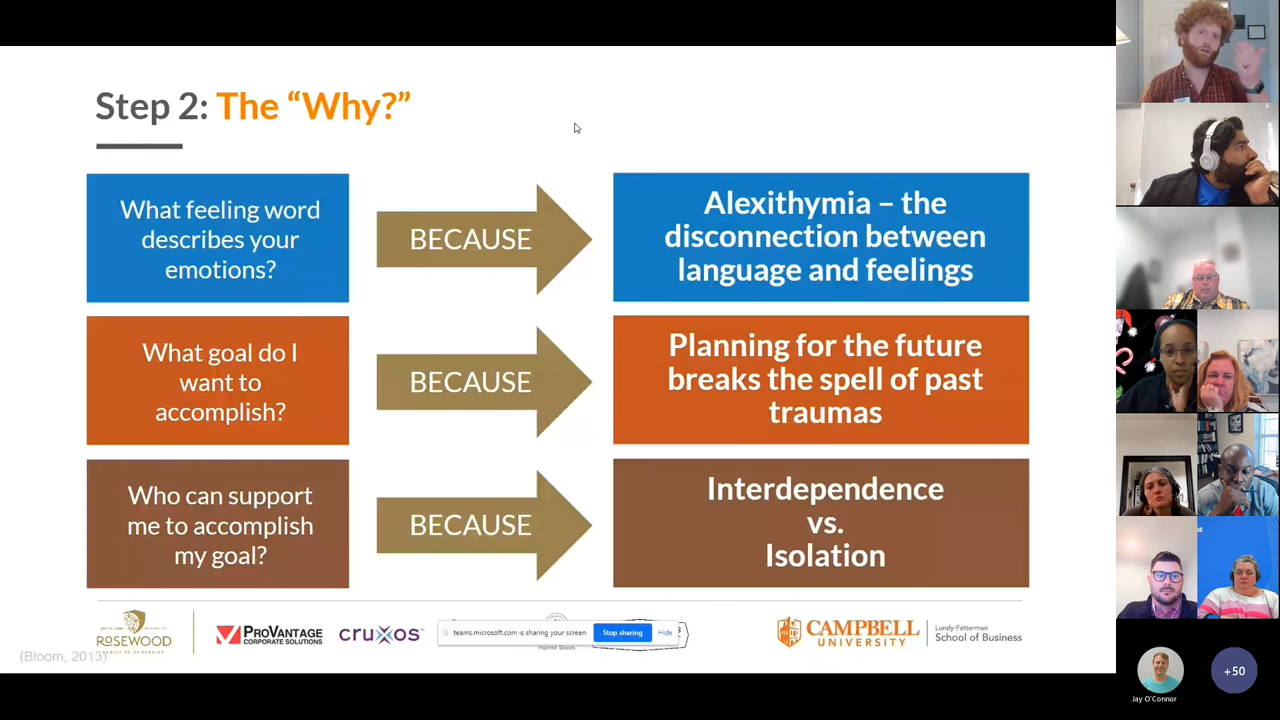 Step 2: The “Why?”
What feeling word
describes your
emotions?
BECAUSE
Alexithymia – the
disconnection between
language and feelings
What goal do I
want to
accomplish?
BECAUSE
Planning for the future
breaks the spell of past
traumas
Who can support
me to accomplish
my goal?
BECAUSE
Interdependence
vs.
Isolation
ROSEWOOD
PROVANTAGE
CORPORATE SOLUTIONS
cruxos
teams.microsoft.com is sharing your screen.
Stop sharing
Hide
Inspired Spaces
CAMPBELL
UNIVERSITY
Lundy-Fetterman
School of Business
(Bloom, 2013)
Jay O'Connor
+50